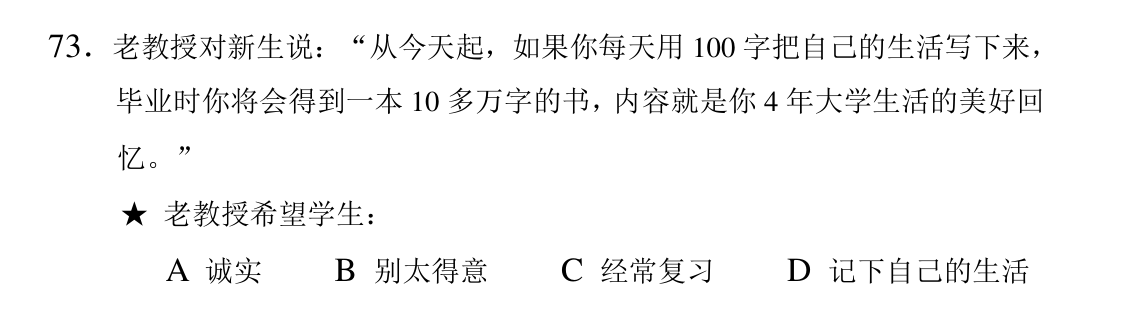 73. 老教授对新生说：“从今天起，如果你每天用 100 字把自己的生活写下来，
毕业时你将会得到一本 10 多万字的书，内容就是你 4 年大学生活的美好回
忆。”
★ 老教授希望学生：
A 诚实 B 别太得意 C 经常复习 D 记下自己的生活